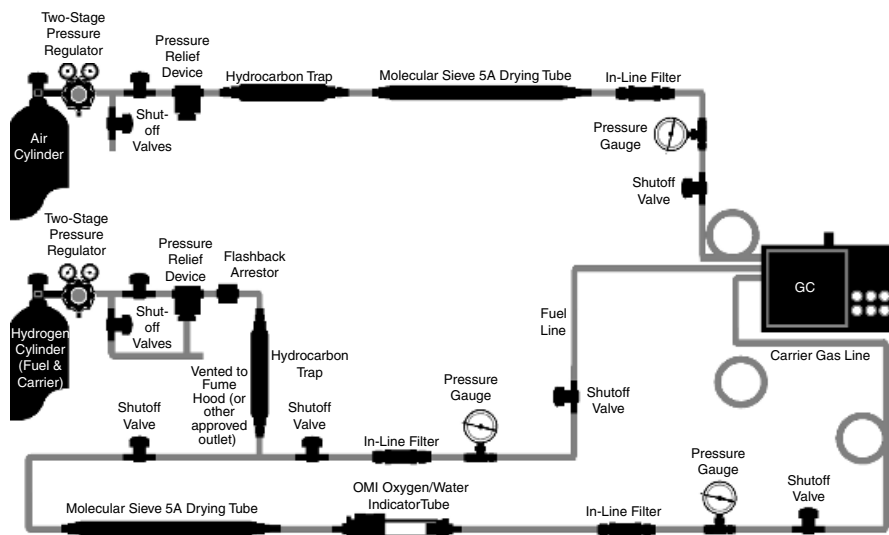 Two-Stage
Pressure
Regulator
Pressure
Relief
Device
Hydrocarbon Trap
Molecular Sieve 5A Drying Tube
In-Line Filter
Air
Cylinder
Shut-
off
Valves
Pressure
Gauge
Shutoff
Valve
Two-Stage
Pressure
Regulator
Pressure
Relief
Device
Flashback
Arrestor
GC
Hydrogen
Cylinder
(Fuel &
Carrier)
Shut-
off
Valves
Fuel
Line
Carrier Gas Line
Vented to
Fume
Hood (or
other
approved
outlet)
Hydrocarbon
Trap
Pressure
Gauge
Shutoff
Valve
Shutoff
Valve
Shutoff
Valve
In-Line Filter
Pressure
Gauge
Shutoff
Valve
Molecular Sieve 5A Drying Tube
OMI Oxygen/Water
IndicatorTube
In-Line Filter